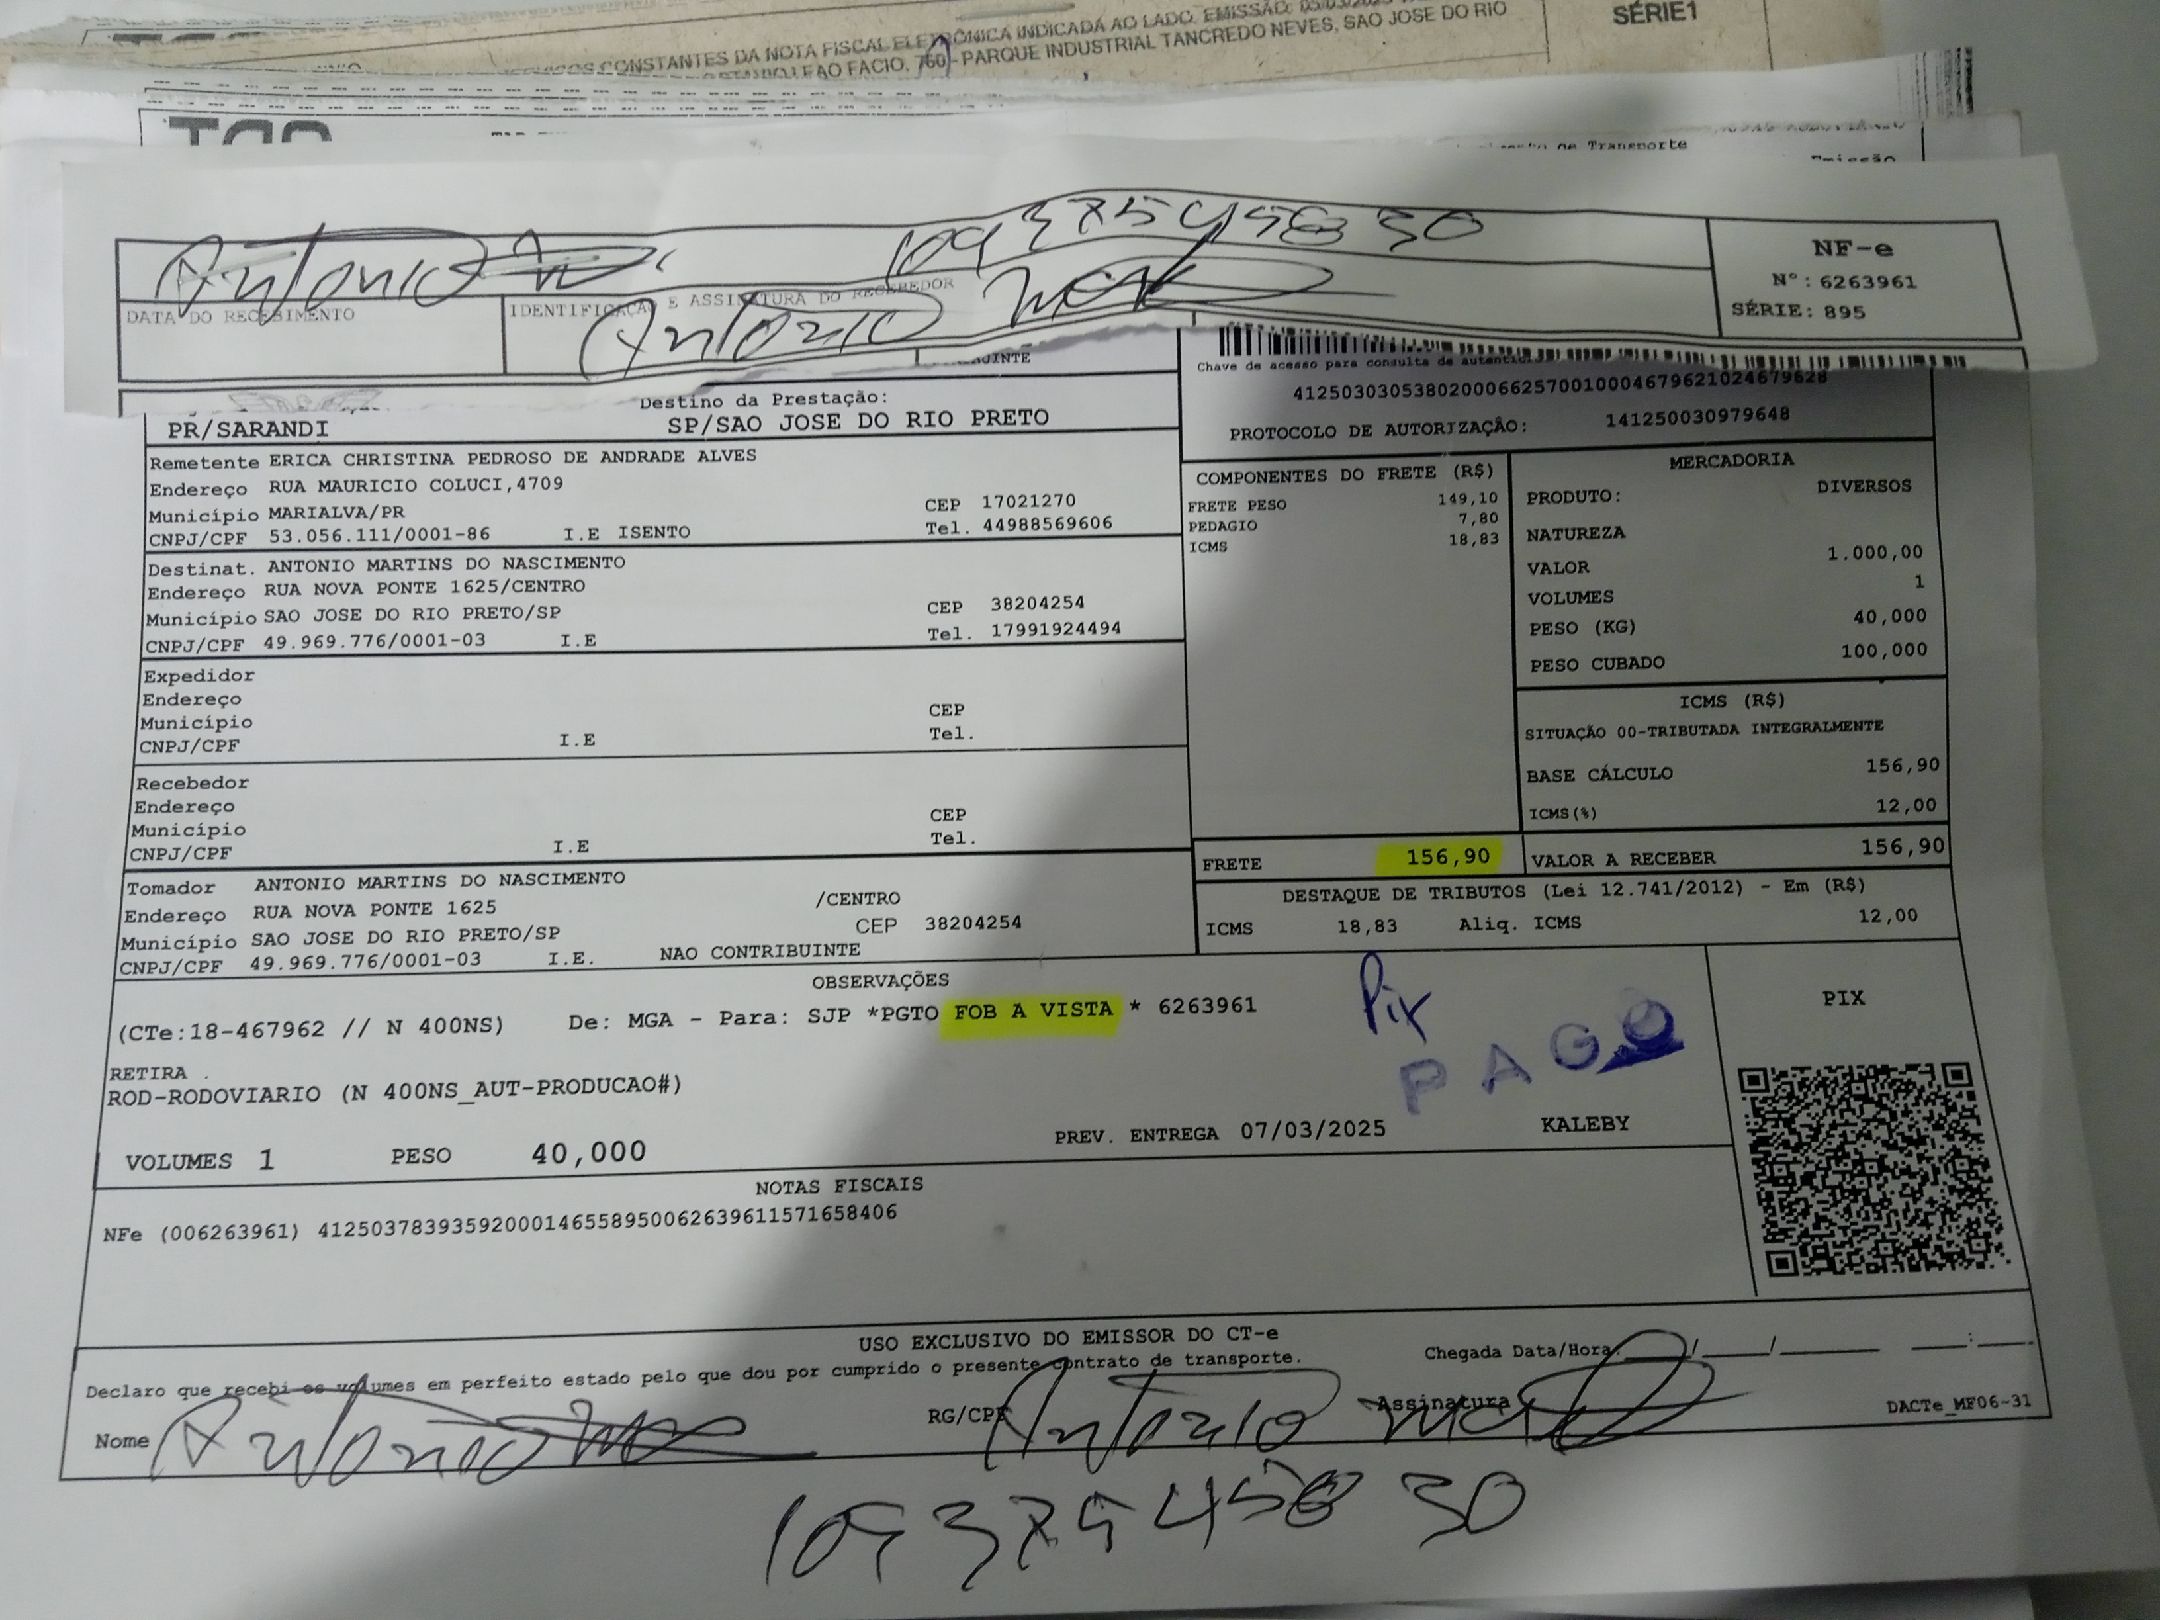 CONSTANTES DA NOTA FISCAL ELETRÔNICA INDICADA AO LADO. EMISSÃO:
FACIO, 760 - PARQUE INDUSTRIAL TANCREDO NEVES, SAO JOSE DO RIO
SÉRIE1
de Transporte
Emissão
Antonio
DATA DO RECEBIMENTO
IDENTIFICAÇÃO E ASSINATURA DO RECEBEDOR
Antonio
NF-e
Nº: 6263961
SÉRIE: 895
Chave de acesso para consulta de
41250303053802000662570010004679621024679628
PROTOCOLO DE AUTORIZAÇÃO: 141250030979648
Destino da Prestação:
PR/SARANDI SP/SAO JOSE DO RIO PRETO
Remetente ERICA CHRISTINA PEDROSO DE ANDRADE ALVES
Endereço RUA MAURICIO COLUCI,4709
Município MARIALVA/PR CEP 17021270
CNPJ/CPF 53.056.111/0001-86 I.E ISENTO Tel. 44988569606
Destinat. ANTONIO MARTINS DO NASCIMENTO
Endereço RUA NOVA PONTE 1625/CENTRO
Município SAO JOSE DO RIO PRETO/SP CEP 38204254
CNPJ/CPF 49.969.776/0001-03 I.E Tel. 17991924494
Expedidor
Endereço
Município CEP
CNPJ/CPF I.E Tel.
Recebedor
Endereço
Município CEP
CNPJ/CPF I.E Tel.
Tomador ANTONIO MARTINS DO NASCIMENTO
Endereço RUA NOVA PONTE 1625 /CENTRO
Município SAO JOSE DO RIO PRETO/SP CEP 38204254
CNPJ/CPF 49.969.776/0001-03 I.E. NAO CONTRIBUINTE
COMPONENTES DO FRETE (R$)
FRETE PESO 149,10
PEDAGIO 7,80
ICMS 18,83
MERCADORIA
PRODUTO: DIVERSOS
NATUREZA
VALOR 1.000,00
VOLUMES 1
PESO (KG) 40,000
PESO CUBADO 100,000
ICMS (R$)
SITUAÇÃO 00-TRIBUTADA INTEGRALMENTE
BASE CÁLCULO 156,90
ICMS(%) 12,00
FRETE 156,90 VALOR A RECEBER 156,90
DESTAQUE DE TRIBUTOS (Lei 12.741/2012) - Em (R$)
ICMS 18,83 Aliq. ICMS 12,00
OBSERVAÇÕES
(CTe:18-467962 // N 400NS) De: MGA - Para: SJP *PGTO FOB A VISTA * 6263961
Pix
PAGO
PIX
RETIRA .
ROD-RODOVIARIO (N 400NS_AUT-PRODUCAO#)
VOLUMES 1 PESO 40,000 PREV. ENTREGA 07/03/2025 KALEBY
NOTAS FISCAIS
NFe (006263961) 41250378393592000146558950062639611571658406
USO EXCLUSIVO DO EMISSOR DO CT-e
Declaro que recebi os volumes em perfeito estado pelo que dou por cumprido o presente contrato de transporte. Chegada Data/Hora: / / :
Nome Antonio RG/CPF Antonio Assinatura
DACTe_MF06-31